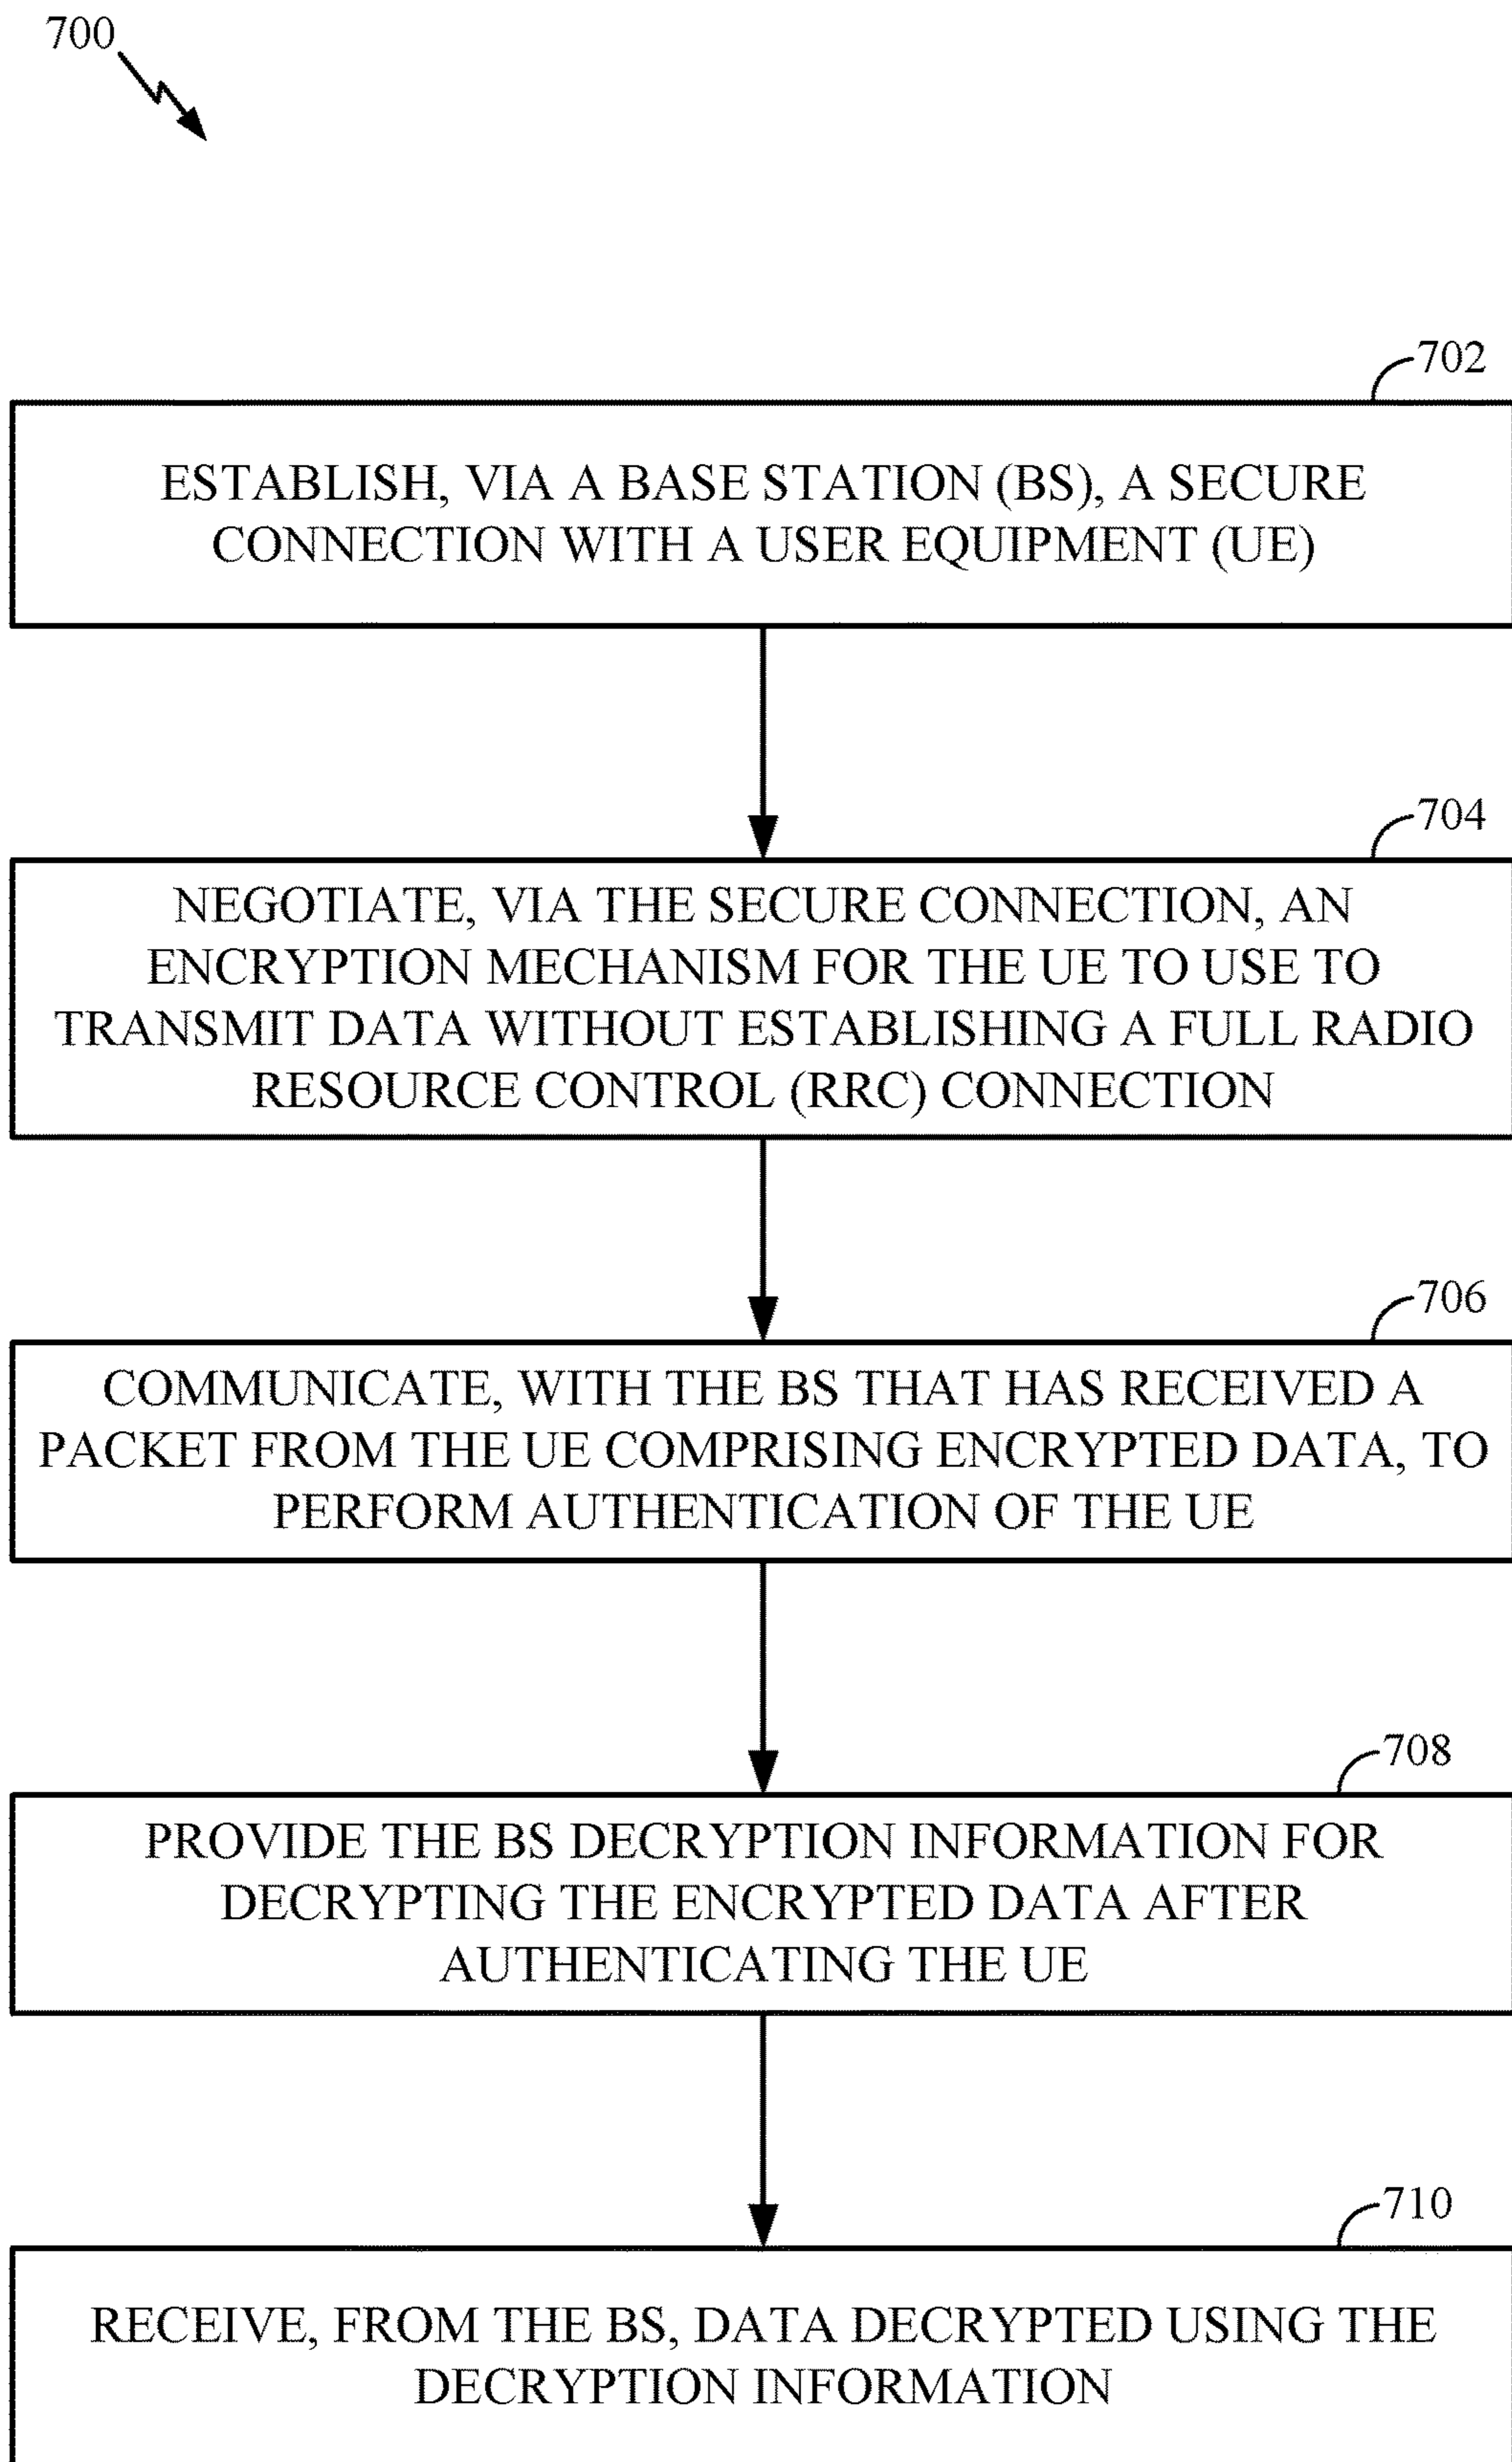 700
702
ESTABLISH, VIA A BASE STATION (BS), A SECURE
CONNECTION WITH A USER EQUIPMENT (UE)
704
NEGOTIATE, VIA THE SECURE CONNECTION, AN
ENCRYPTION MECHANISM FOR THE UE TO USE TO
TRANSMIT DATA WITHOUT ESTABLISHING A FULL RADIO
RESOURCE CONTROL (RRC) CONNECTION
706
COMMUNICATE, WITH THE BS THAT HAS RECEIVED A
PACKET FROM THE UE COMPRISING ENCRYPTED DATA, TO
PERFORM AUTHENTICATION OF THE UE
708
PROVIDE THE BS DECRYPTION INFORMATION FOR
DECRYPTING THE ENCRYPTED DATA AFTER
AUTHENTICATING THE UE
710
RECEIVE, FROM THE BS, DATA DECRYPTED USING THE
DECRYPTION INFORMATION